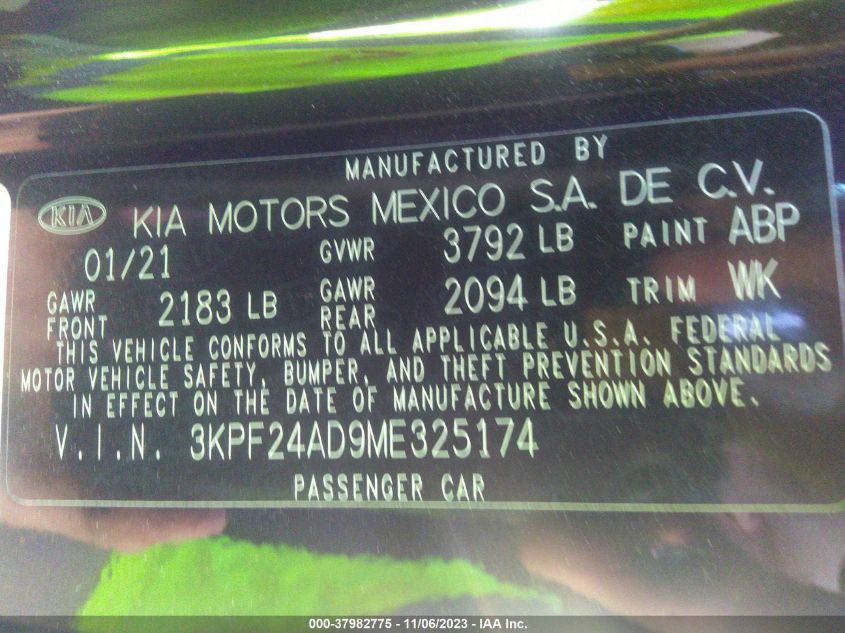 MANUFACTURED BY
KIA KIA MOTORS MEXICO S.A. DE C.V.
01/21 GVWR 3792 LB PAINT ABP
GAWR FRONT 2183 LB GAWR REAR 2094 LB TRIM WK
THIS VEHICLE CONFORMS TO ALL APPLICABLE U.S.A. FEDERAL
MOTOR VEHICLE SAFETY, BUMPER, AND THEFT PREVENTION STANDARDS
IN EFFECT ON THE DATE OF MANUFACTURE SHOWN ABOVE.
V.I.N. 3KPF24AD9ME325174
PASSENGER CAR
000-37982775 - 11/06/2023 - IAA Inc.